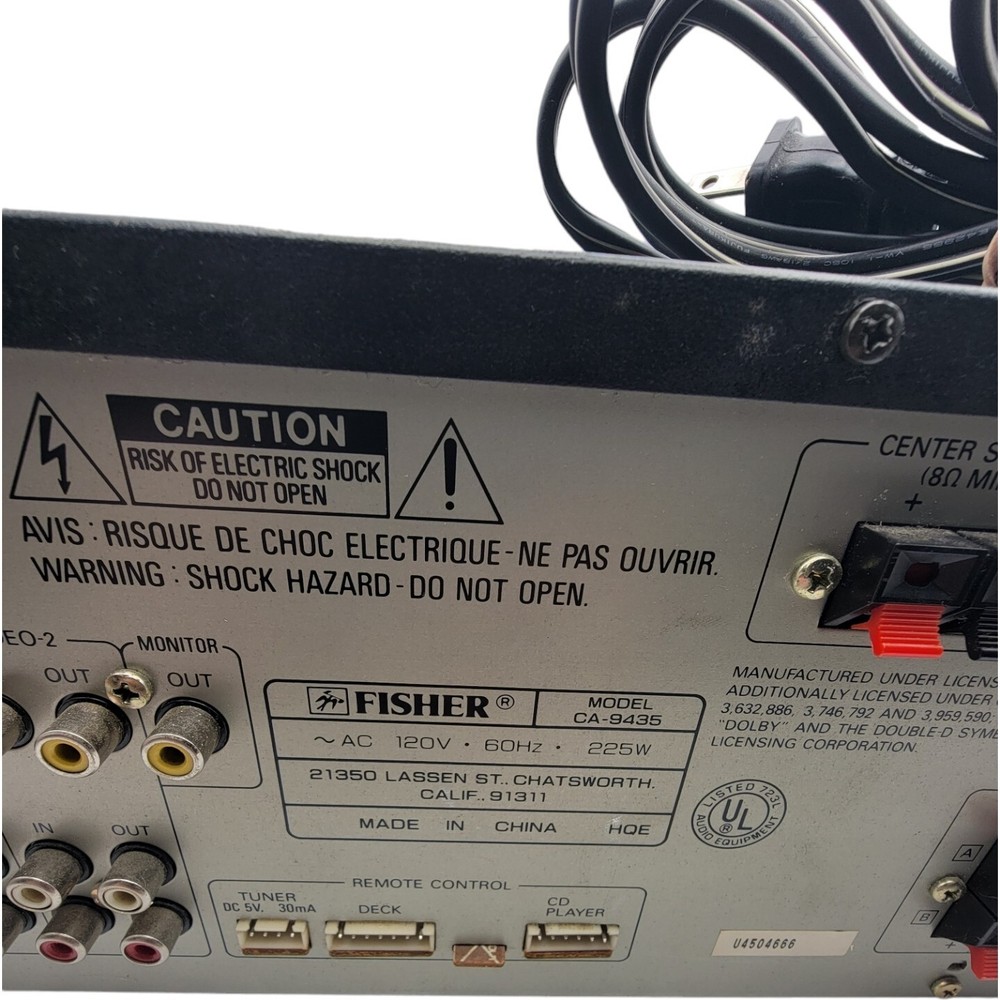 CAUTION
RISK OF ELECTRIC SHOCK
DO NOT OPEN
AVIS : RISQUE DE CHOC ELECTRIQUE-NE PAS OUVRIR.
WARNING : SHOCK HAZARD-DO NOT OPEN.
CENTER S
(8Ω MI
+
EO-2
MONITOR
OUT
OUT
FISHER®
MODEL
CA-9435
~ AC 120V · 60Hz · 225W
21350 LASSEN ST., CHATSWORTH,
CALIF., 91311
MADE IN CHINA HQE
MANUFACTURED UNDER LICENS
ADDITIONALLY LICENSED UNDER
3,632,886, 3,746,792 AND 3,959,590;
"DOLBY" AND THE DOUBLE-D SYMB
LICENSING CORPORATION.
LISTED 723L
UL®
AUDIO EQUIPMENT
IN
OUT
REMOTE CONTROL
TUNER
DC 5V. 30mA
DECK
CD
PLAYER
U4504666
A
B
+